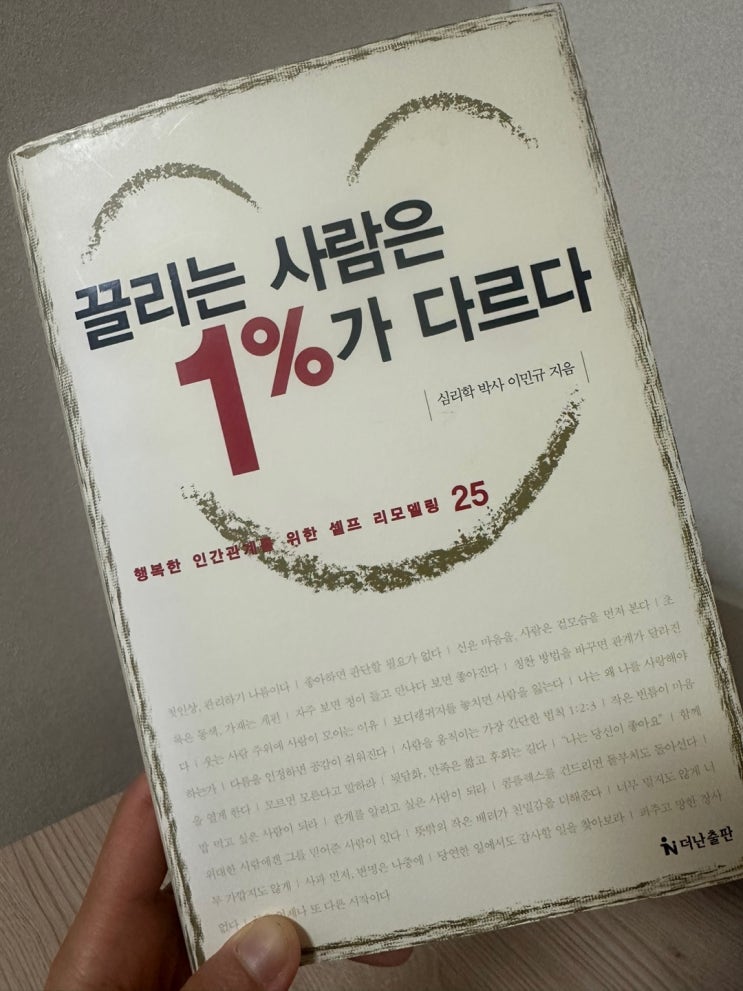 끌리는 사람은
1%가 다르다
심리학 박사 이민규 지음
행복한 인간관계를 위한 셀프 리모델링 25
첫인상, 관리하기 나름이다 | 좋아하면 판단할 필요가 없다 | 신은 마음을, 사람은 겉모습을 먼저 본다 | 초
록은 동색, 가재는 게편 | 자주 보면 정이 들고 만나다 보면 좋아진다 | 칭찬 방법을 바꾸면 관계가 달라진
다 | 웃는 사람 주위에 사람이 모이는 이유 | 보더랭귀지를 놓치면 사람을 잃는다 | 나는 왜 나를 사랑해야
하는가 | 다름을 인정하면 공감이 쉬워진다 | 사람을 움직이는 가장 간단한 법칙 1:2:3 | 작은 빈틈이 마음
을 열게 한다 | 모르면 모른다고 말하라 | 뒷담화, 만족은 짧고 후회는 길다 | "나는 당신이 좋아요" | 함께
밥 먹고 싶은 사람이 되라 | 관계를 알리고 싶은 사람이 되라 | 콤플렉스를 건드리면 돌부처도 돌아선다 |
위대한 사람에겐 그를 믿어준 사람이 있다 | 뜻밖의 작은 배려가 친밀감을 더해준다 | 너무 멀지도 않게 너
무 가깝지도 않게 | 사과 먼저, 변명은 나중에 | 당연한 일에서도 감사할 일을 찾아보라 | 퍼주고 망한 장사
없다 | 또 다른 시작이다
더난출판